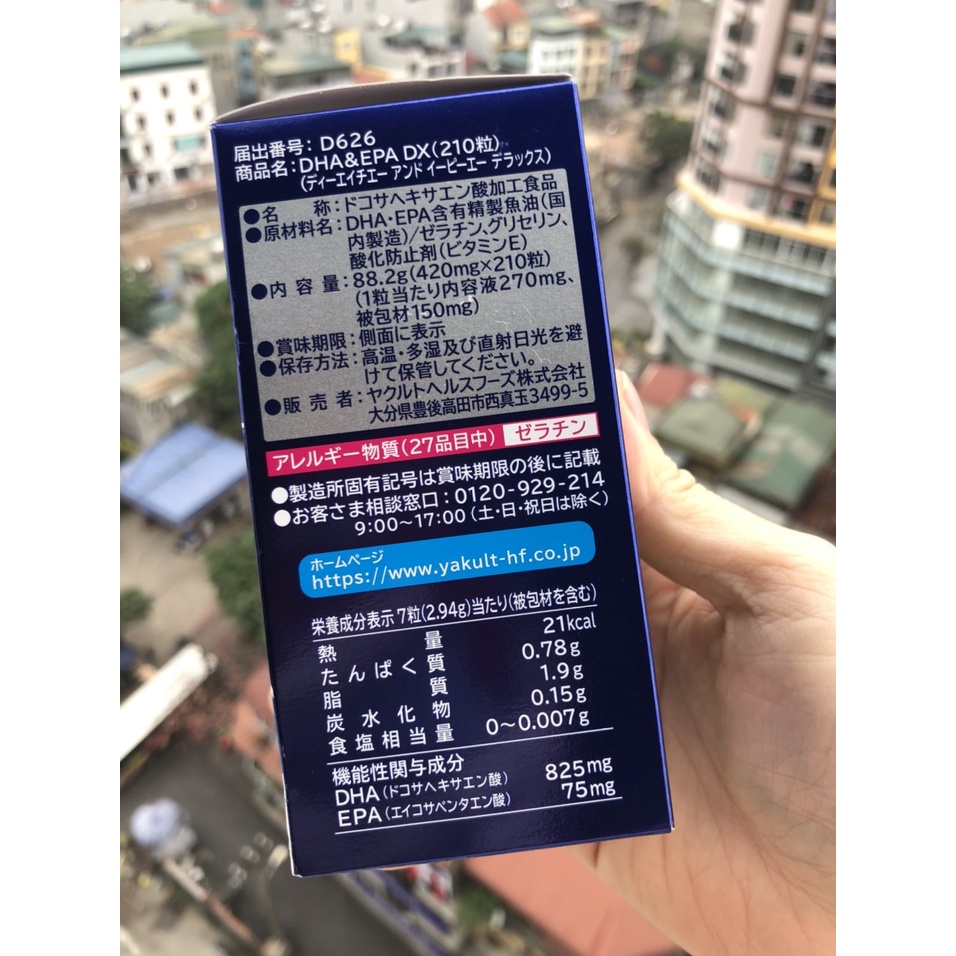 届出番号：D626
商品名：DHA&EPA DX(210粒)
(ディーエイチエー アンド イーピーエー デラックス)
●名　称：ドコサヘキサエン酸加工食品
●原材料名：DHA・EPA含有精製魚油(国
内製造)/ゼラチン、グリセリン、
酸化防止剤(ビタミンE)
●内容量：88.2g(420mg×210粒)
(1粒当たり内容液270mg、
被包材150mg)
●賞味期限：側面に表示
●保存方法：高温・多湿及び直射日光を避
けて保管してください。
●販売者：ヤクルトヘルスフーズ株式会社
大分県豊後高田市西真玉3499-5
アレルギー物質(27品目中) ゼラチン
●製造所固有記号は賞味期限の後に記載
●お客さま相談窓口：0120-929-214
9:00～17:00(土・日・祝日は除く)
ホームページ
https://www.yakult-hf.co.jp
栄養成分表示 7粒(2.94g)当たり(被包材を含む)
熱量 21kcal
たんぱく質 0.78g
脂質 1.9g
炭水化物 0.15g
食塩相当量 0～0.007g
機能性関与成分
DHA(ドコサヘキサエン酸) 825mg
EPA(エイコサペンタエン酸) 75mg